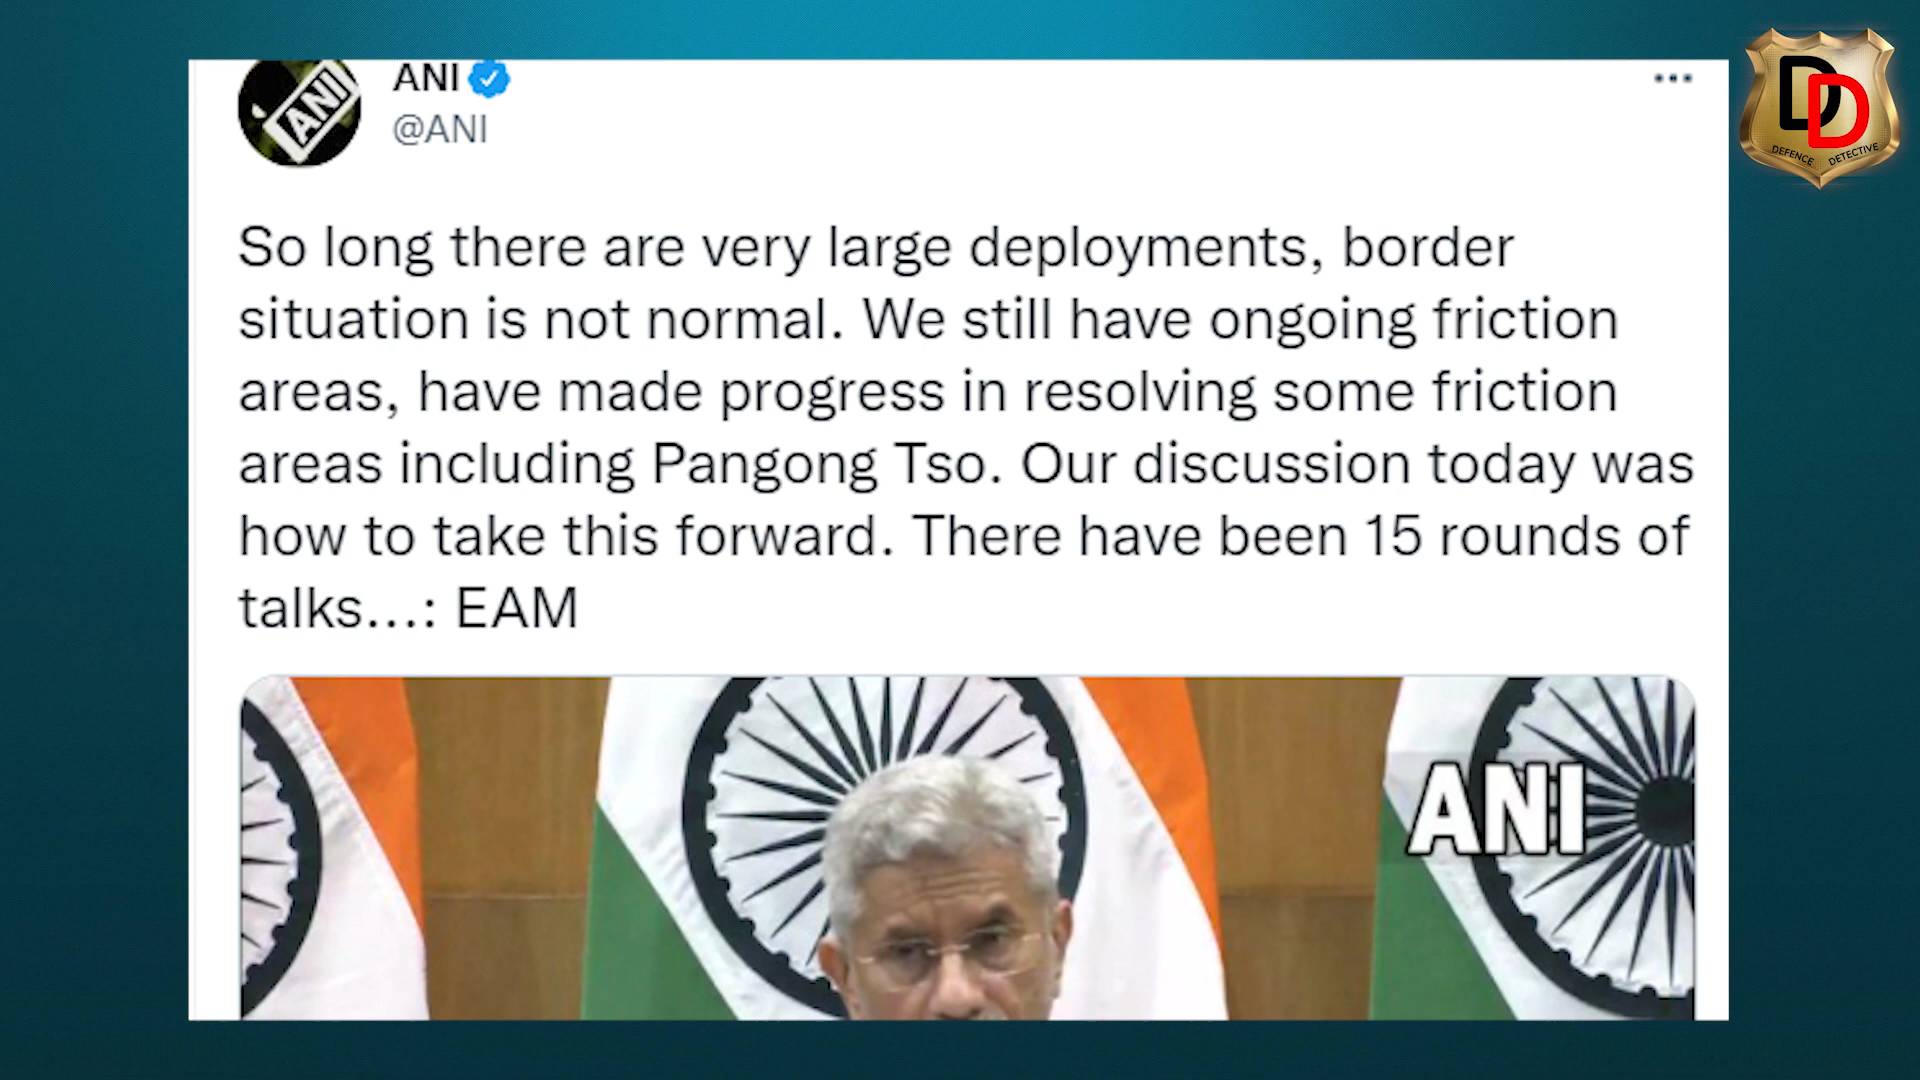 ANI
ANI
@ANI
DD
DEFENCE DETECTIVE
So long there are very large deployments, border
situation is not normal. We still have ongoing friction
areas, have made progress in resolving some friction
areas including Pangong Tso. Our discussion today was
how to take this forward. There have been 15 rounds of
talks...: EAM
ANI